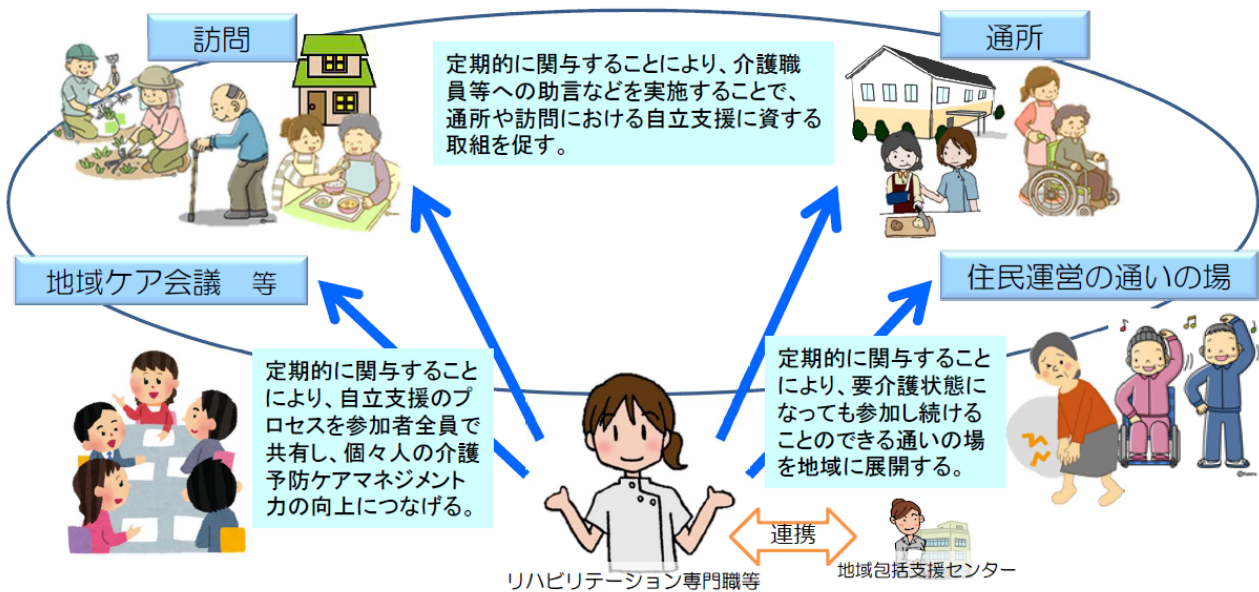 訪問
通所
定期的に関与することにより、介護職
員等への助言などを実施することで、
通所や訪問における自立支援に資する
取組を促す。
地域ケア会議　等
住民運営の通いの場
定期的に関与すること
により、自立支援のプ
ロセスを参加者全員で
共有し、個々人の介護
予防ケアマネジメント
力の向上につなげる。
定期的に関与すること
により、要介護状態に
なっても参加し続ける
ことのできる通いの場
を地域に展開する。
連携
リハビリテーション専門職等
地域包括支援センター